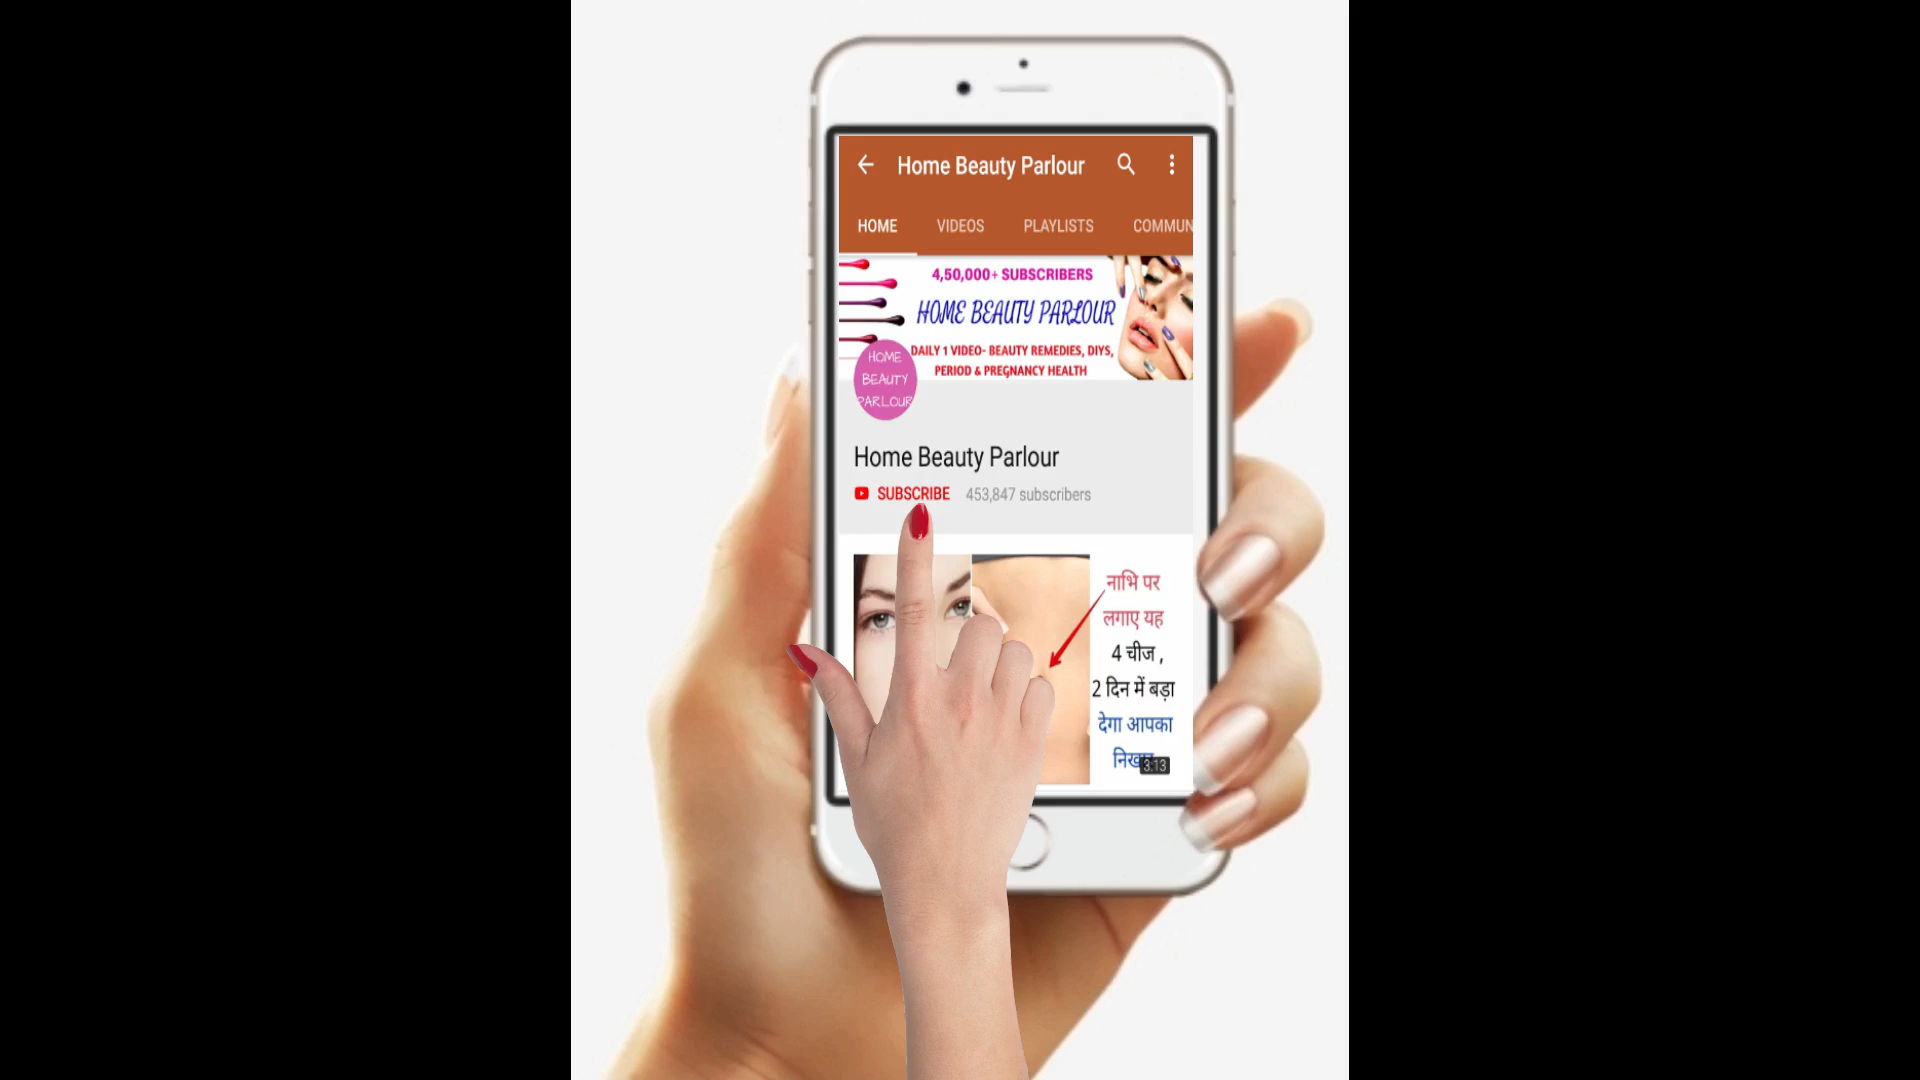 Home Beauty Parlour
HOME VIDEOS PLAYLISTS COMMUN
4,50,000+ SUBSCRIBERS
HOME BEAUTY PARLOUR
DAILY 1 VIDEO- BEAUTY REMEDIES, DIYS,
PERIOD & PREGNANCY HEALTH
HOME
BEAUTY
PARLOUR
Home Beauty Parlour
SUBSCRIBE 453,847 subscribers
नाभि पर
लगाए यह
4 चीज ,
2 दिन में बड़ा
देगा आपका
3:13